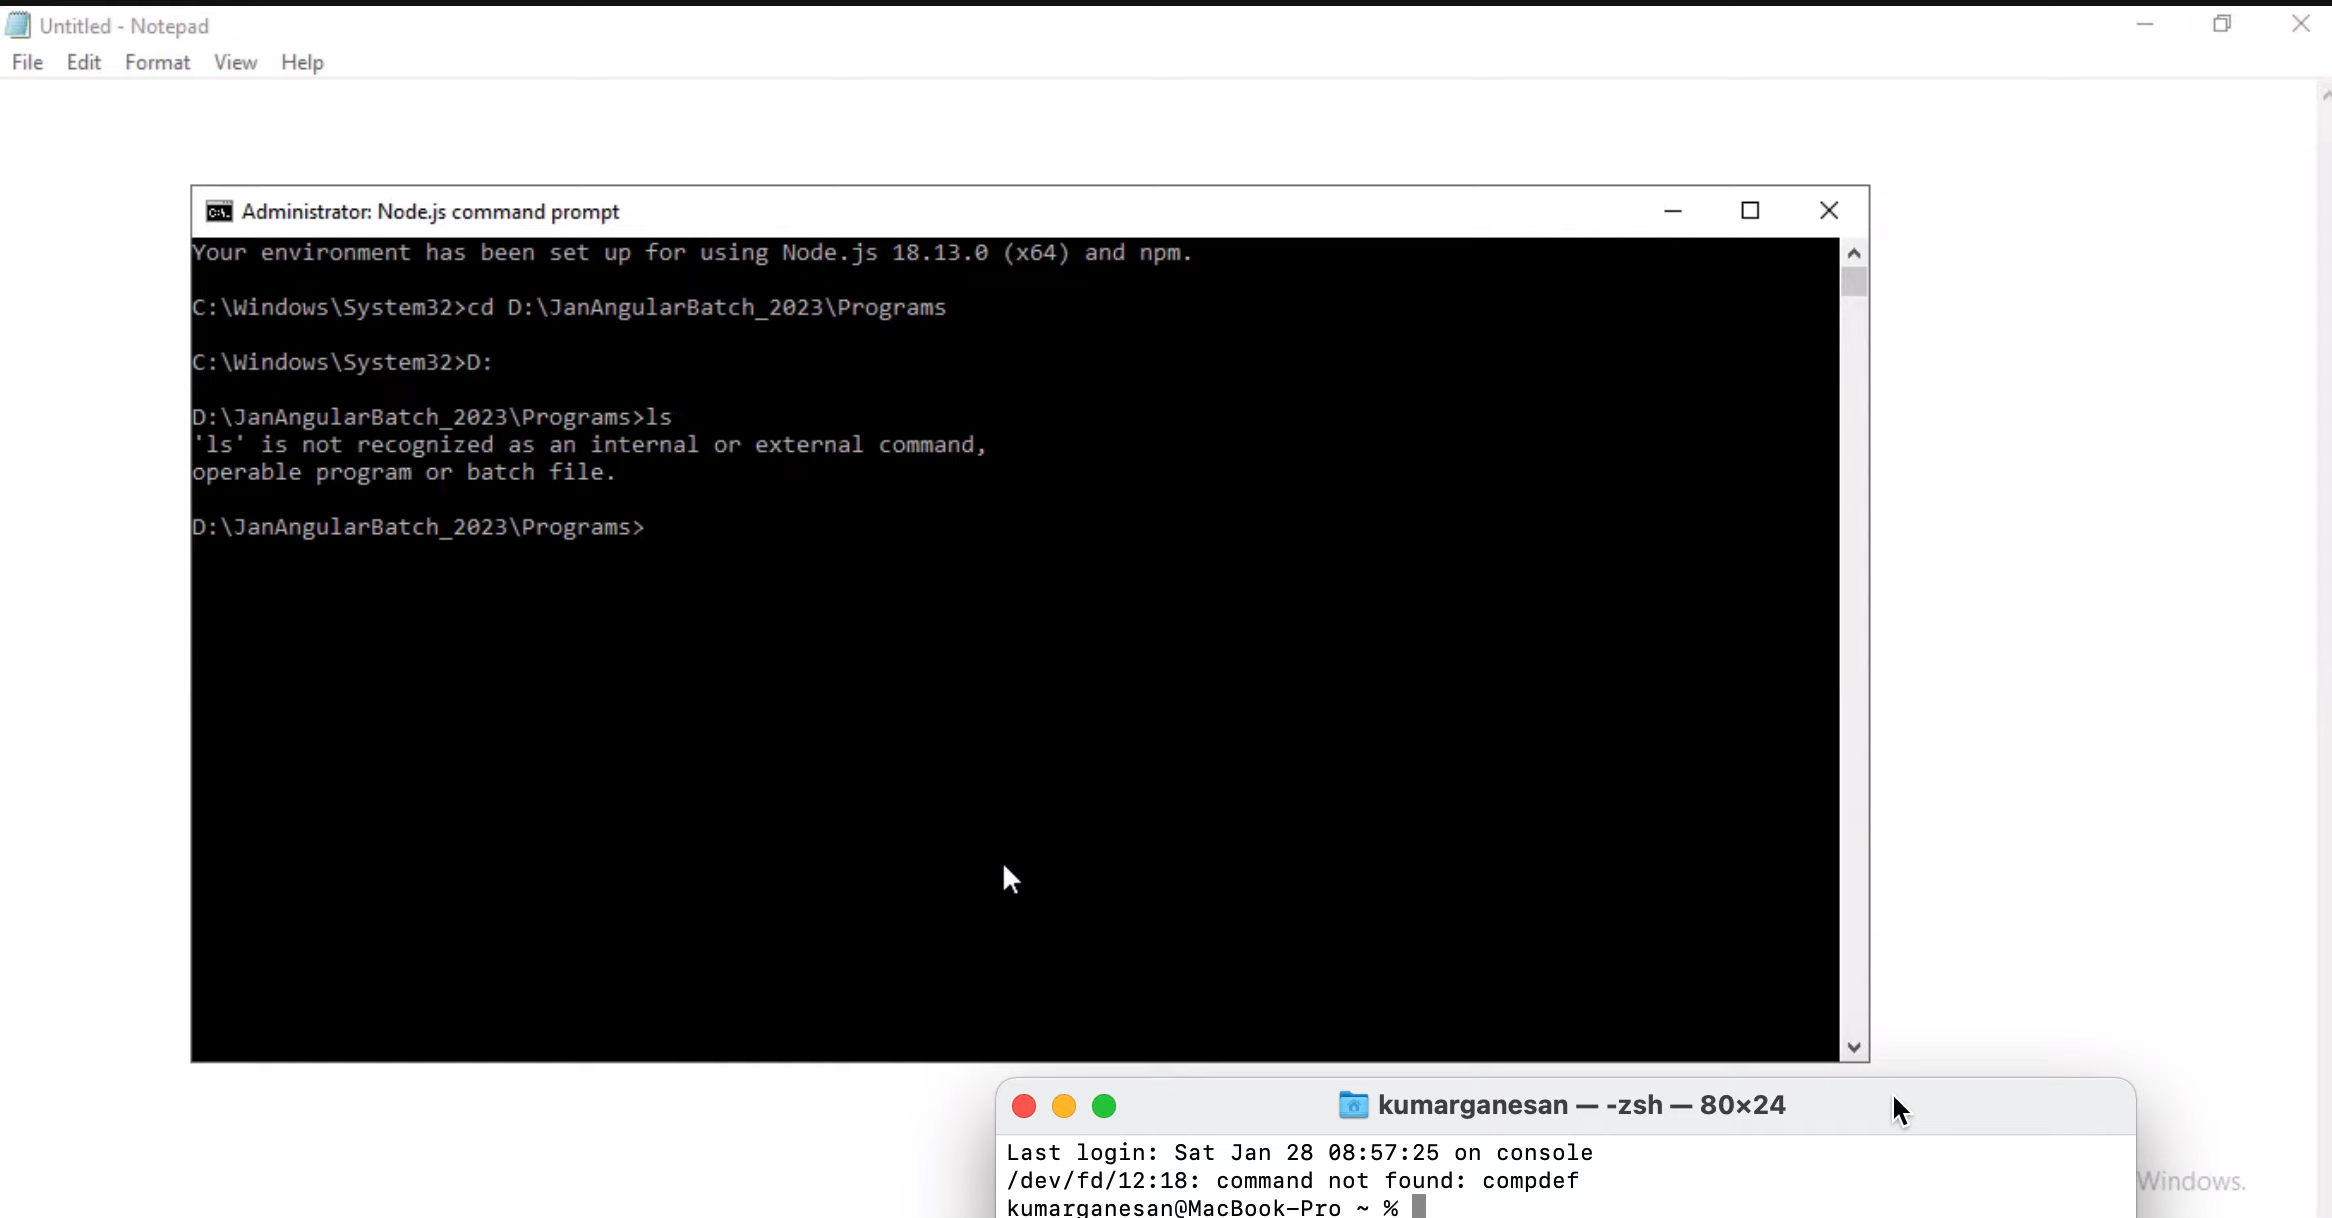 Untitled - Notepad
File Edit Format View Help
Administrator: Node.js command prompt
Your environment has been set up for using Node.js 18.13.0 (x64) and npm.
C:\Windows\System32>cd D:\JanAngularBatch_2023\Programs
C:\Windows\System32>D:
D:\JanAngularBatch_2023\Programs>ls
'ls' is not recognized as an internal or external command,
operable program or batch file.
D:\JanAngularBatch_2023\Programs>
kumarganesan — -zsh — 80×24
Last login: Sat Jan 28 08:57:25 on console
/dev/fd/12:18: command not found: compdef
Windows.
kumarganesan@MacBook-Pro ~ %